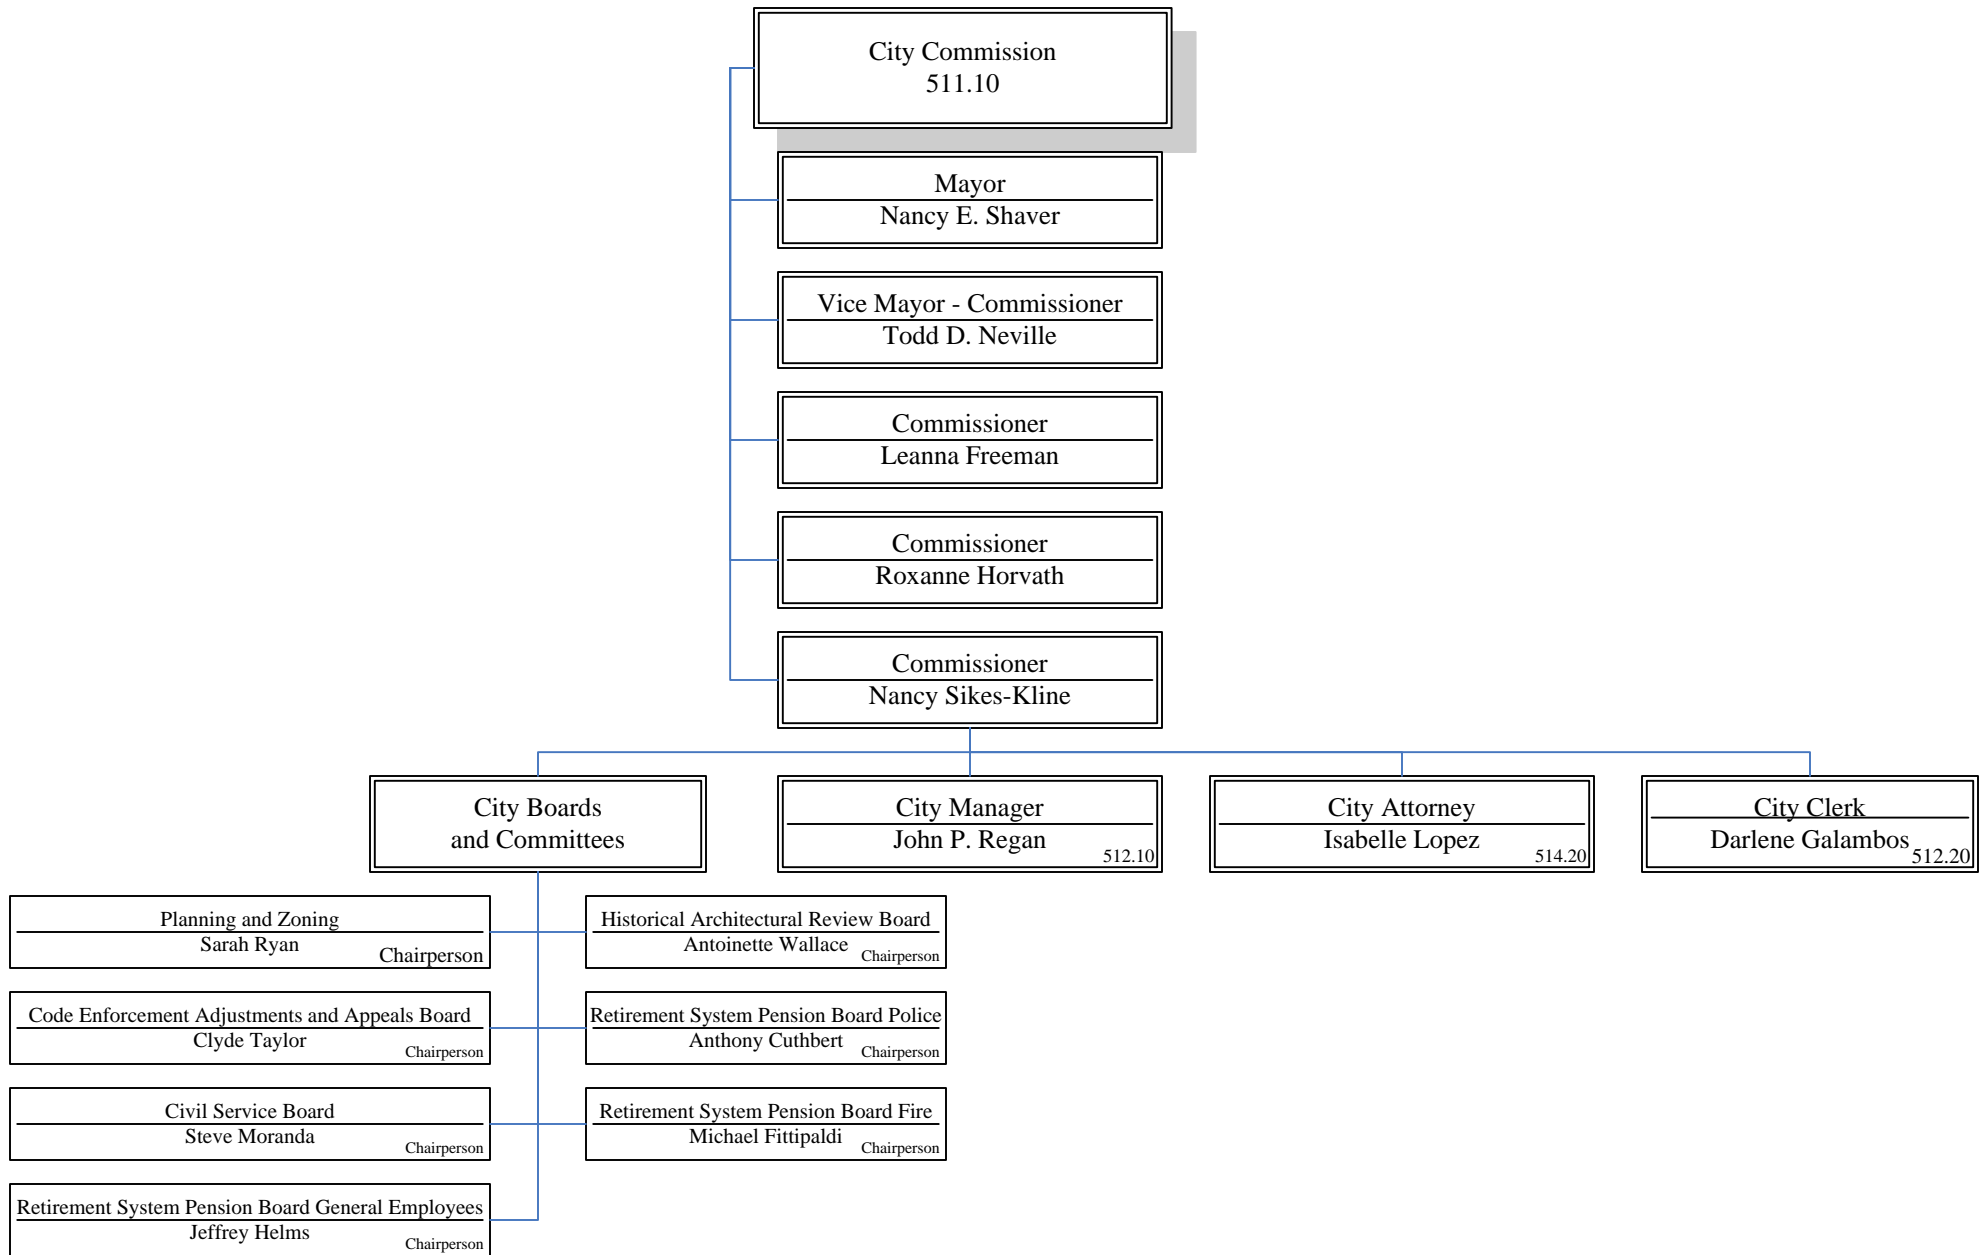 City Commission
511.10
Mayor
Nancy E. Shaver
Vice Mayor - Commissioner
Todd D. Neville
Commissioner
Leanna Freeman
Commissioner
Roxanne Horvath
Commissioner
Nancy Sikes-Kline
City Boards
and Committees
City Manager
John P. Regan
512.10
City Attorney
Isabelle Lopez
514.20
City Clerk
Darlene Galambos
512.20
Planning and Zoning
Sarah Ryan
Chairperson
Historical Architectural Review Board
Antoinette Wallace
Chairperson
Code Enforcement Adjustments and Appeals Board
Clyde Taylor
Chairperson
Retirement System Pension Board Police
Anthony Cuthbert
Chairperson
Civil Service Board
Steve Moranda
Chairperson
Retirement System Pension Board Fire
Michael Fittipaldi
Chairperson
Retirement System Pension Board General Employees
Jeffrey Helms
Chairperson